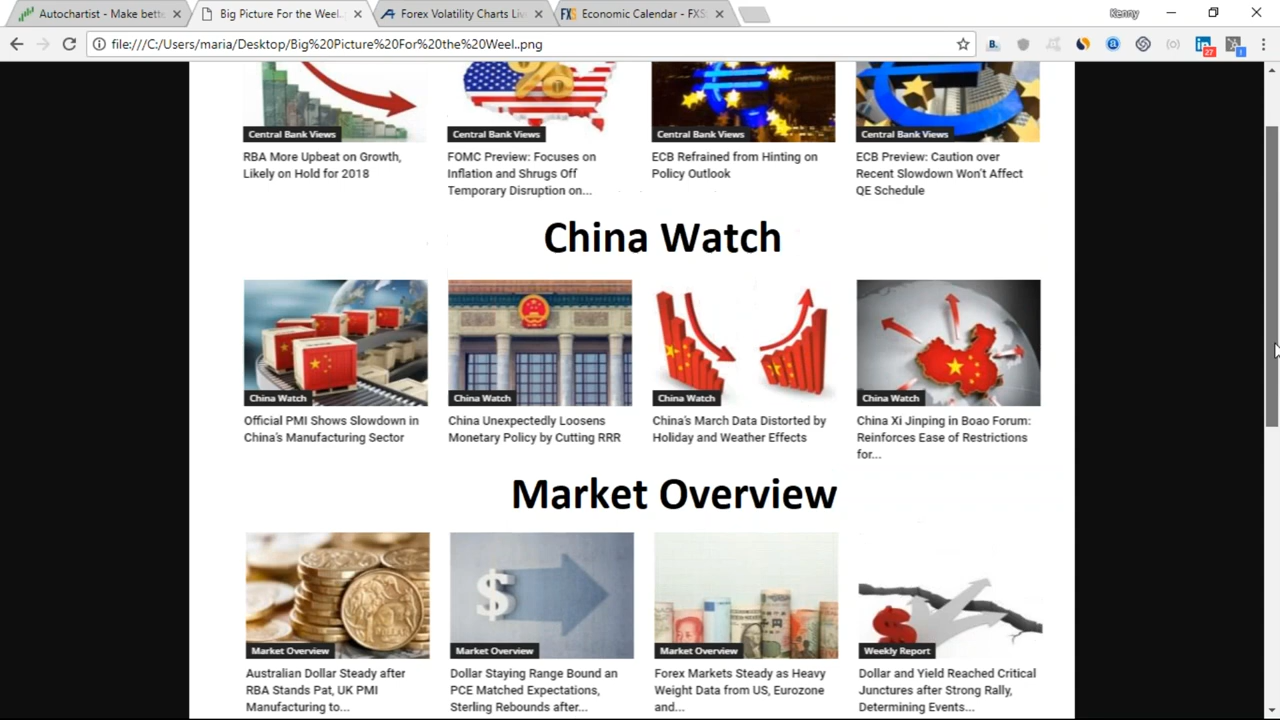 Autochartist - Make bette
Big Picture For the Weel.
Forex Volatility Charts Liv
FXS Economic Calendar - FXS
Kenny
file:///C:/Users/maria/Desktop/Big%20Picture%20For%20the%20Weel..png
27
1
Central Bank Views
Central Bank Views
Central Bank Views
Central Bank Views
RBA More Upbeat on Growth,
Likely on Hold for 2018
FOMC Preview: Focuses on
Inflation and Shrugs Off
Temporary Disruption on...
ECB Refrained from Hinting on
Policy Outlook
ECB Preview: Caution over
Recent Slowdown Won't Affect
QE Schedule
China Watch
China Watch
China Watch
China Watch
China Watch
Official PMI Shows Slowdown in
China's Manufacturing Sector
China Unexpectedly Loosens
Monetary Policy by Cutting RRR
China's March Data Distorted by
Holiday and Weather Effects
China Xi Jinping in Boao Forum:
Reinforces Ease of Restrictions
for...
Market Overview
Market Overview
Market Overview
Market Overview
Weekly Report
Australian Dollar Steady after
RBA Stands Pat, UK PMI
Manufacturing to...
Dollar Staying Range Bound an
PCE Matched Expectations,
Sterling Rebounds after...
Forex Markets Steady as Heavy
Weight Data from US, Eurozone
and...
Dollar and Yield Reached Critical
Junctures after Strong Rally,
Determining Events...